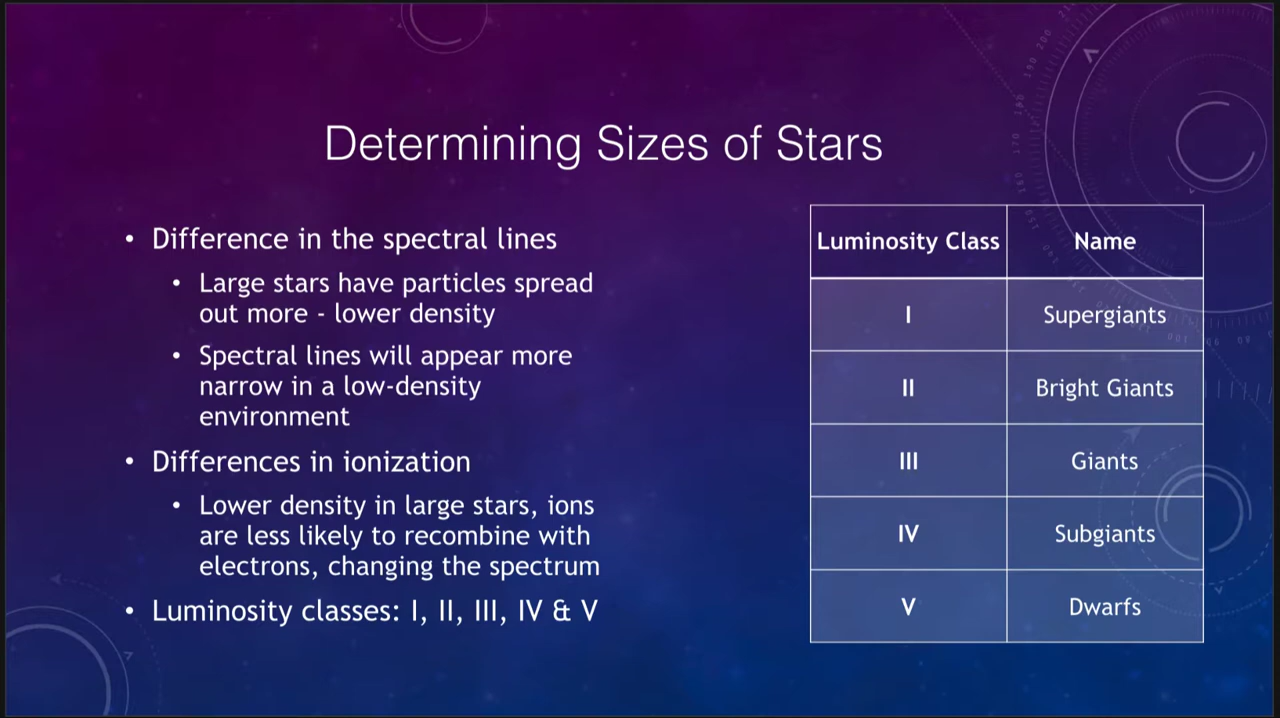 Determining Sizes of Stars
• Difference in the spectral lines
• Large stars have particles spread
out more - lower density
• Spectral lines will appear more
narrow in a low-density
environment
• Differences in ionization
• Lower density in large stars, ions
are less likely to recombine with
electrons, changing the spectrum
• Luminosity classes: I, II, III, IV & V
Luminosity Class Name
I Supergiants
II Bright Giants
III Giants
IV Subgiants
V Dwarfs